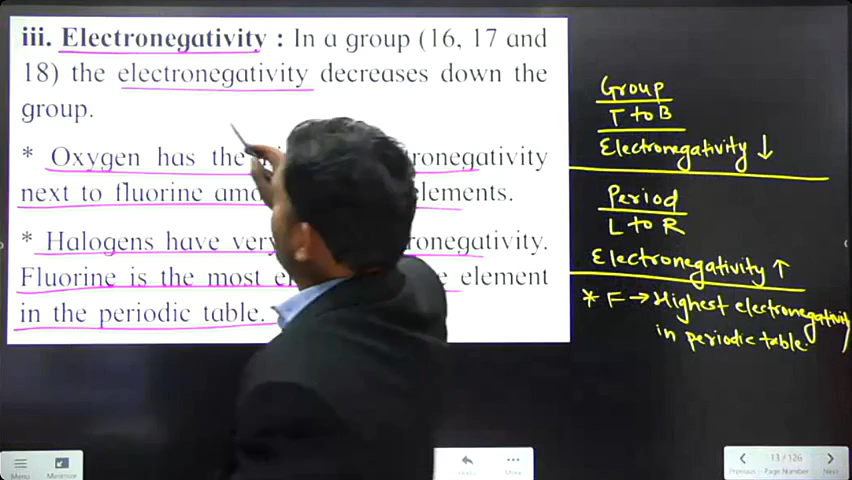 iii. Electronegativity : In a group (16, 17 and
18) the electronegativity decreases down the
group.
* Oxygen has the electronegativity
next to fluorine elements.
* Halogens have very electronegativity.
Fluorine is the most element
in the periodic table.
Group
T to B
Electronegativity ↓
Period
L to R
Electronegativity ↑
* F → Highest electronegativity
in periodic table.
Menu
Minimize
More
13 / 126
Previous
Page Number
Next